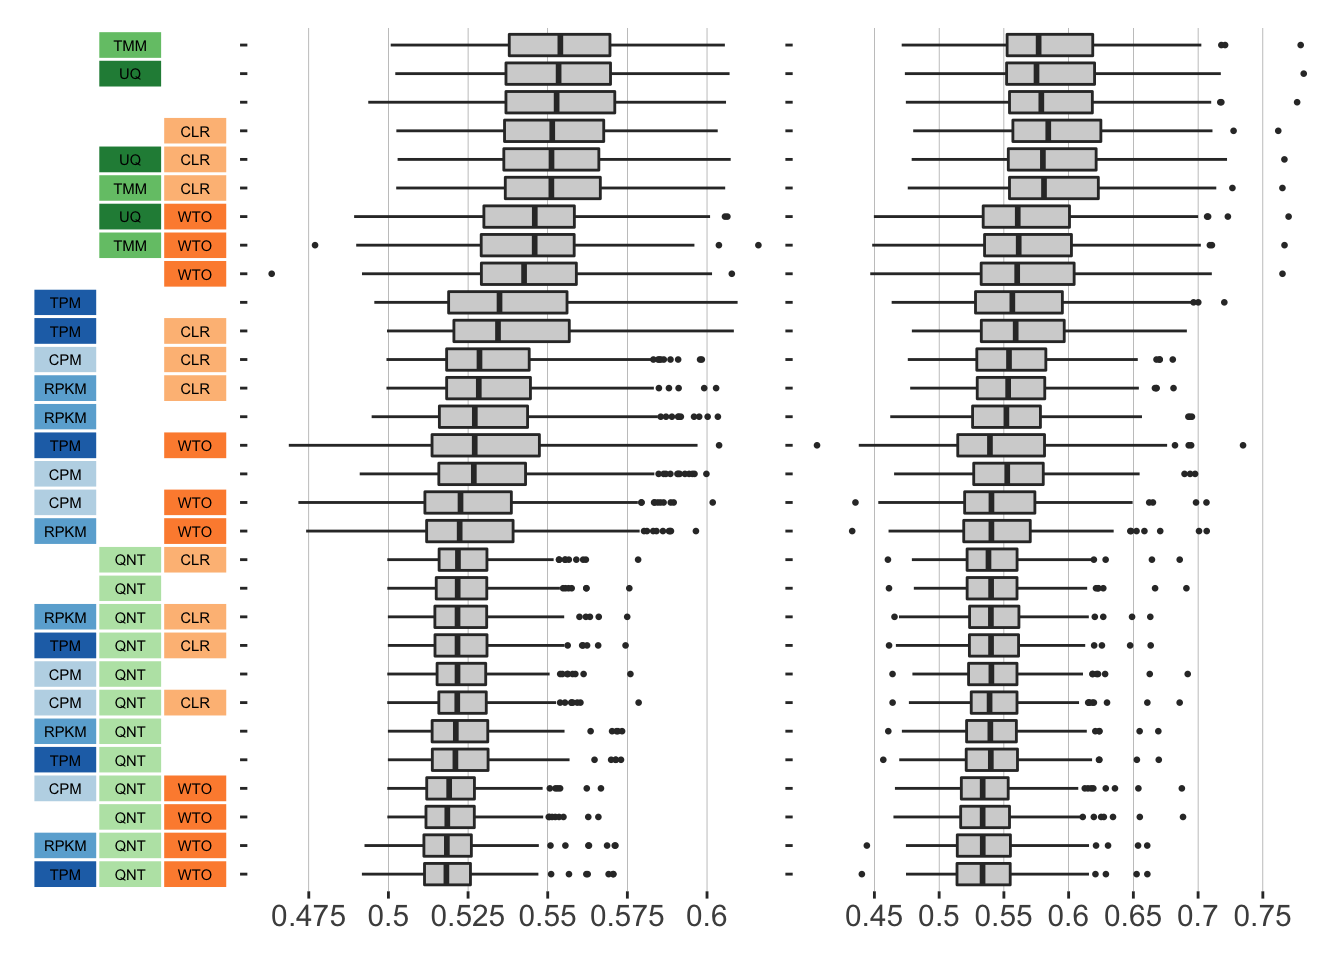 TMM
UQ
CLR
UQ CLR
TMM CLR
UQ WTO
TMM WTO
WTO
TPM
TPM CLR
CPM CLR
RPKM CLR
RPKM
TPM WTO
CPM
CPM WTO
RPKM WTO
QNT CLR
QNT
RPKM QNT CLR
TPM QNT CLR
CPM QNT
CPM QNT CLR
RPKM QNT
TPM QNT
CPM QNT WTO
QNT WTO
RPKM QNT WTO
TPM QNT WTO
0.475 0.5 0.525 0.55 0.575 0.6 0.45 0.5 0.55 0.6 0.65 0.7 0.75